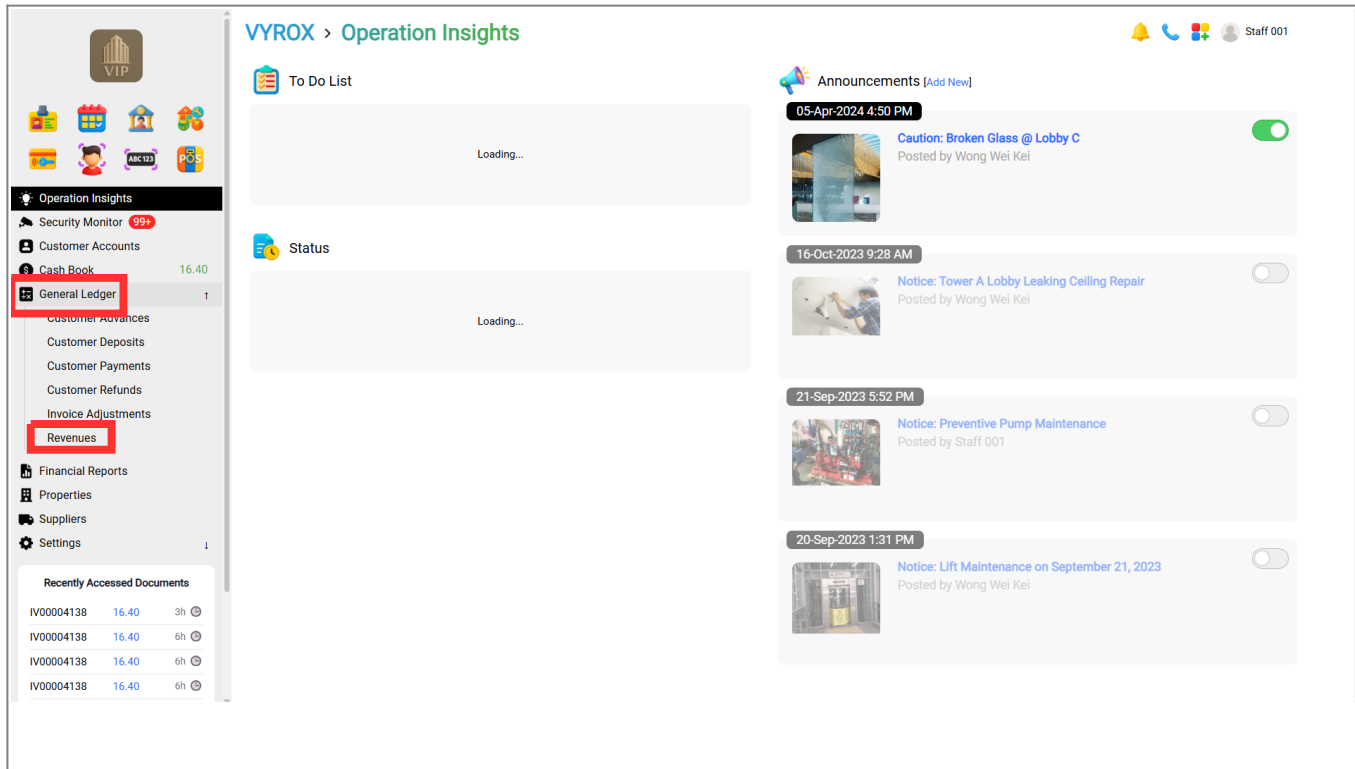 VIP
ABC 123
POS
Operation Insights
Security Monitor 99+
Customer Accounts
Cash Book 16.40
General Ledger ↑
Customer Advances
Customer Deposits
Customer Payments
Customer Refunds
Invoice Adjustments
Revenues
Financial Reports
Properties
Suppliers
Settings ↓
Recently Accessed Documents
IV00004138 16.40 3h
IV00004138 16.40 6h
IV00004138 16.40 6h
IV00004138 16.40 6h
VYROX > Operation Insights
Staff 001
To Do List
Loading...
Status
Loading...
Announcements [Add New]
05-Apr-2024 4:50 PM
Caution: Broken Glass @ Lobby C
Posted by Wong Wei Kei
16-Oct-2023 9:28 AM
Notice: Tower A Lobby Leaking Ceiling Repair
Posted by Wong Wei Kei
21-Sep-2023 5:52 PM
Notice: Preventive Pump Maintenance
Posted by Staff 001
20-Sep-2023 1:31 PM
Notice: Lift Maintenance on September 21, 2023
Posted by Wong Wei Kei